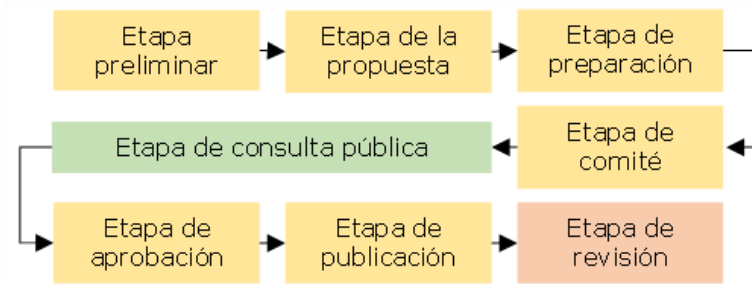 Etapa
preliminar
Etapa de la
propuesta
Etapa de
preparación
Etapa de consulta pública
Etapa de
comité
Etapa de
aprobación
Etapa de
publicación
Etapa de
revisión